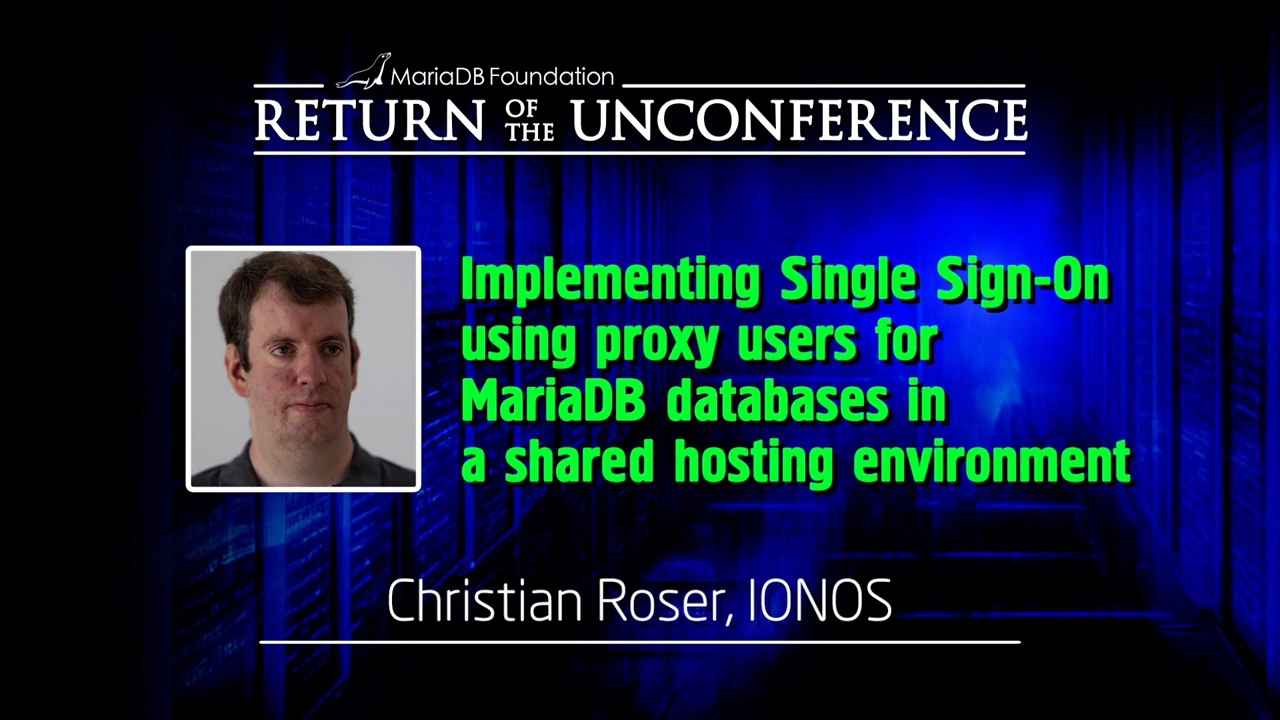 MariaDB Foundation
RETURN OF THE UNCONFERENCE
Implementing Single Sign-On
using proxy users for
MariaDB databases in
a shared hosting environment
Christian Roser, IONOS